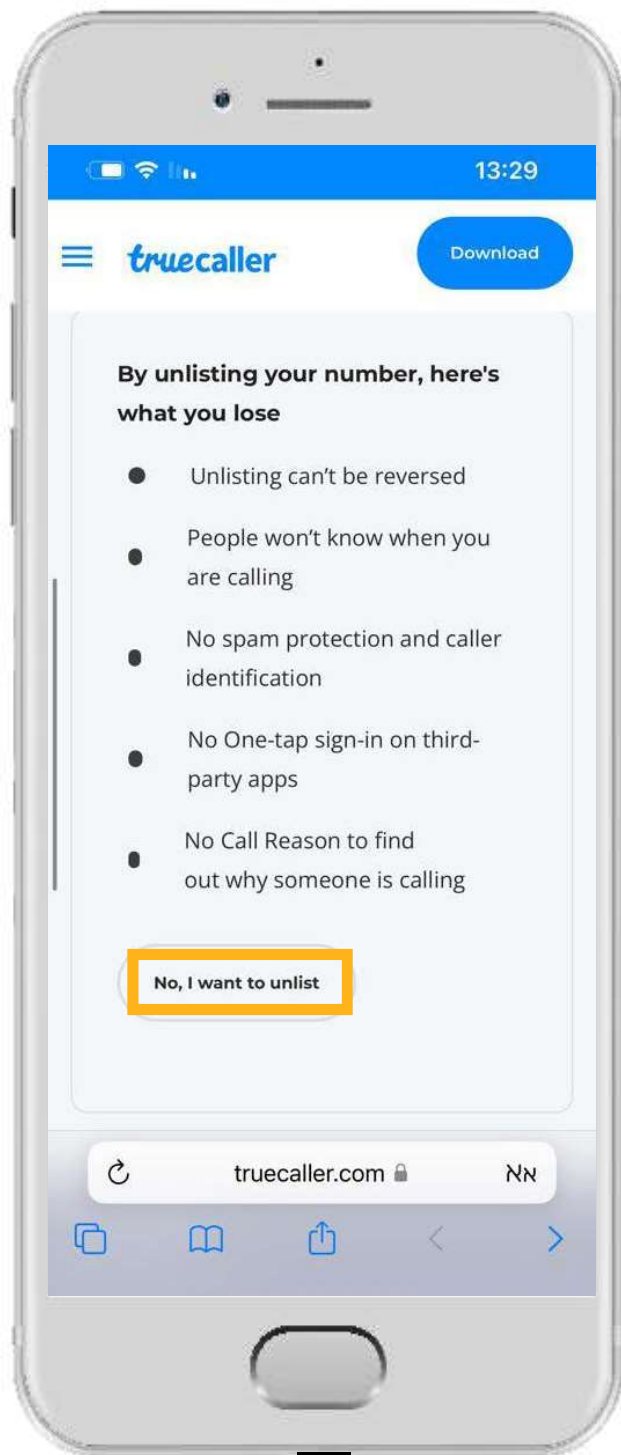 13:29
truecaller
Download
By unlisting your number, here's
what you lose
Unlisting can't be reversed
People won't know when you
are calling
No spam protection and caller
identification
No One-tap sign-in on third-
party apps
No Call Reason to find
out why someone is calling
No, I want to unlist
truecaller.com
אא